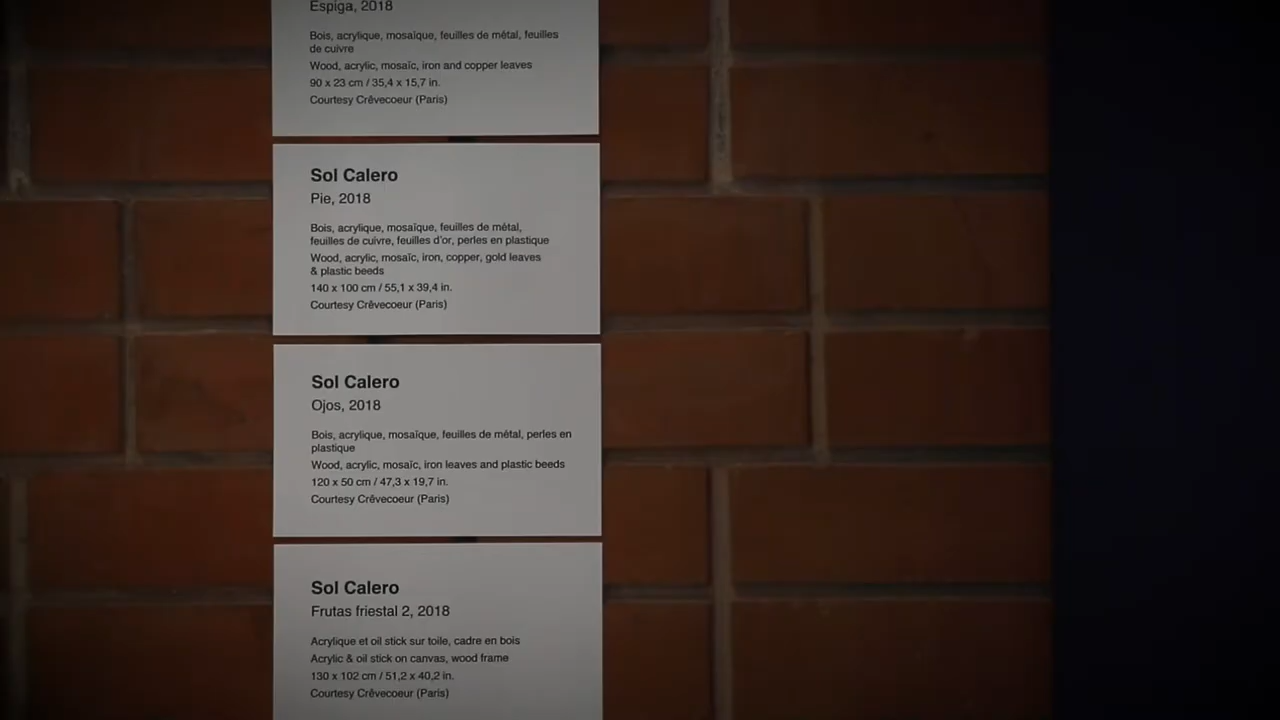 Espiga, 2018
Bois, acrylique, mosaïque, feuilles de métal, feuilles
de cuivre
Wood, acrylic, mosaïc, iron and copper leaves
90 x 23 cm / 35,4 x 15,7 in.
Courtesy Crêvecoeur (Paris)
Sol Calero
Pie, 2018
Bois, acrylique, mosaïque, feuilles de métal,
feuilles de cuivre, feuilles d'or, perles en plastique
Wood, acrylic, mosaïc, iron, copper, gold leaves
& plastic beeds
140 x 100 cm / 55,1 x 39,4 in.
Courtesy Crêvecoeur (Paris)
Sol Calero
Ojos, 2018
Bois, acrylique, mosaïque, feuilles de métal, perles en
plastique
Wood, acrylic, mosaïc, iron leaves and plastic beeds
120 x 50 cm / 47,3 x 19,7 in.
Courtesy Crêvecoeur (Paris)
Sol Calero
Frutas friestal 2, 2018
Acrylique et oil stick sur toile, cadre en bois
Acrylic & oil stick on canvas, wood frame
130 x 102 cm / 51,2 x 40,2 in.
Courtesy Crêvecoeur (Paris)